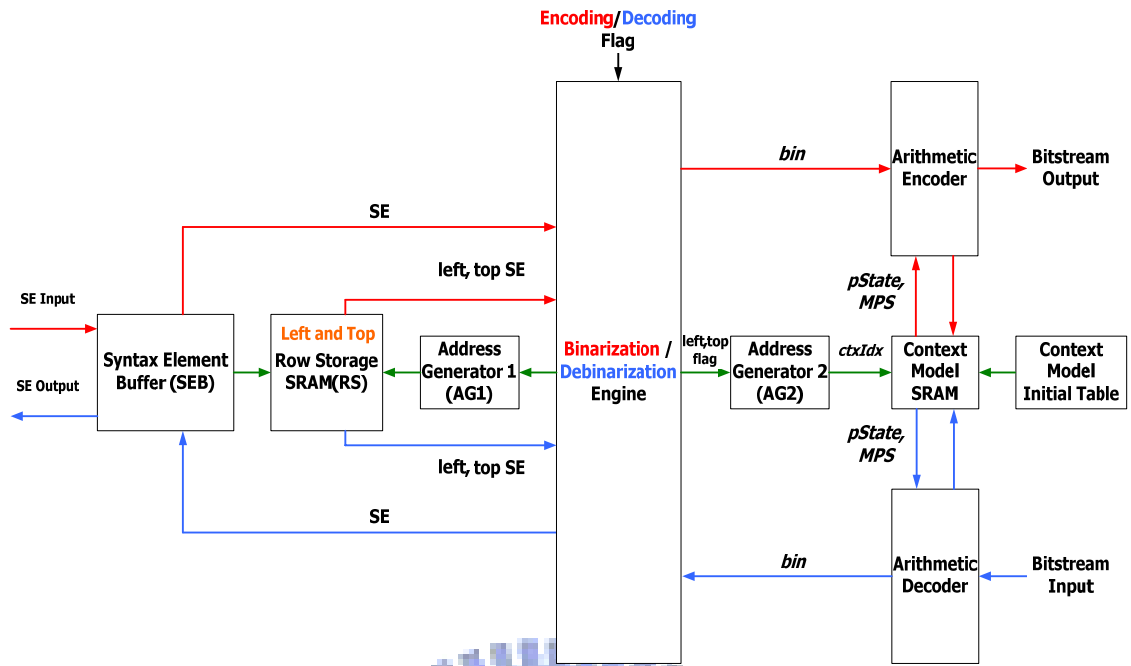 Encoding/Decoding
Flag
bin
Arithmetic
Encoder
Bitstream
Output
SE
left, top SE
pState,
MPS
SE Input
Left and Top
Syntax Element
Buffer (SEB)
Row Storage
SRAM(RS)
Address
Generator 1
(AG1)
Binarization /
Debinarization
Engine
left,top
flag
Address
Generator 2
(AG2)
ctxIdx
Context
Model
SRAM
Context
Model
Initial Table
SE Output
pState,
MPS
left, top SE
SE
bin
Arithmetic
Decoder
Bitstream
Input